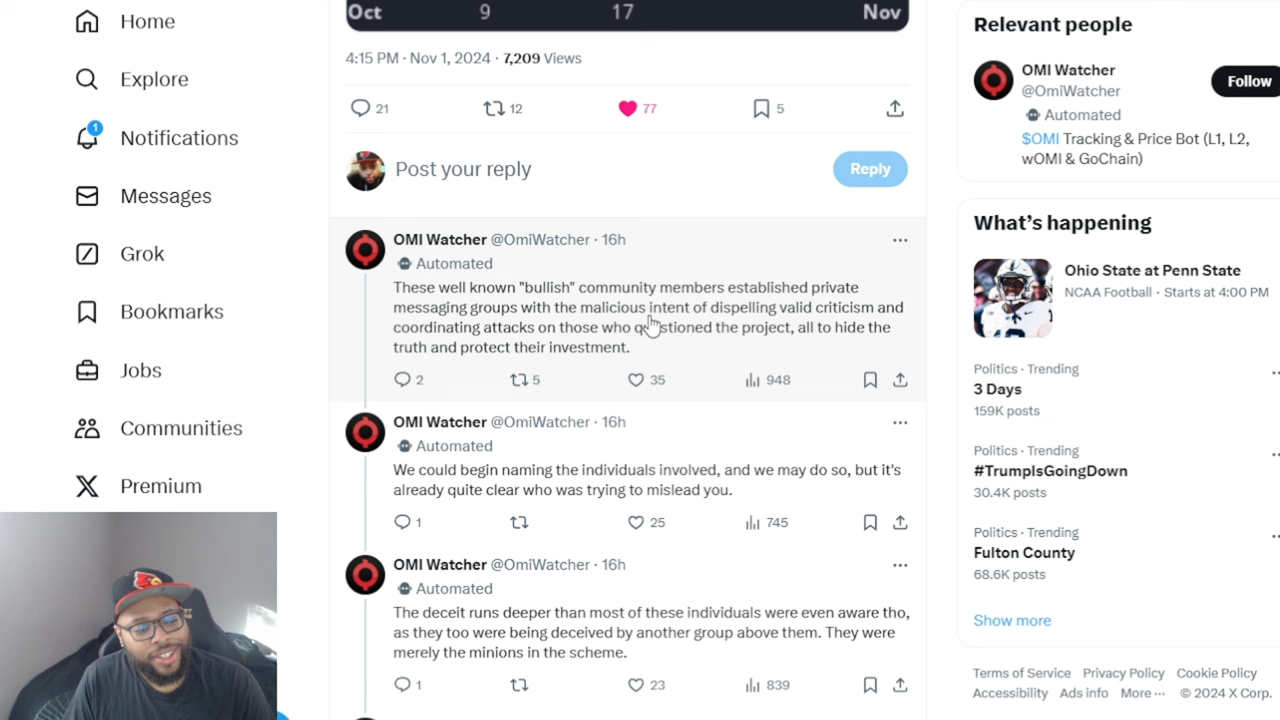 Home
Explore
1
Notifications
Messages
Grok
Bookmarks
Jobs
Communities
Premium
Oct 9 17 Nov
4:15 PM · Nov 1, 2024 · 7,209 Views
21 12 77 5
Post your reply
Reply
OMI Watcher @OmiWatcher · 16h
Automated
These well known "bullish" community members established private
messaging groups with the malicious intent of dispelling valid criticism and
coordinating attacks on those who questioned the project, all to hide the
truth and protect their investment.
2 5 35 948
OMI Watcher @OmiWatcher · 16h
Automated
We could begin naming the individuals involved, and we may do so, but it's
already quite clear who was trying to mislead you.
1 25 745
OMI Watcher @OmiWatcher · 16h
Automated
The deceit runs deeper than most of these individuals were even aware tho,
as they too were being deceived by another group above them. They were
merely the minions in the scheme.
1 23 839
Relevant people
OMI Watcher
@OmiWatcher
Automated
Follow
$OMI Tracking & Price Bot (L1, L2,
wOMI & GoChain)
What's happening
Ohio State at Penn State
NCAA Football · Starts at 4:00 PM
Politics · Trending
3 Days
159K posts
Politics · Trending
#TrumpIsGoingDown
30.4K posts
Politics · Trending
Fulton County
68.6K posts
Show more
Terms of Service Privacy Policy Cookie Policy
Accessibility Ads info More ··· © 2024 X Corp.